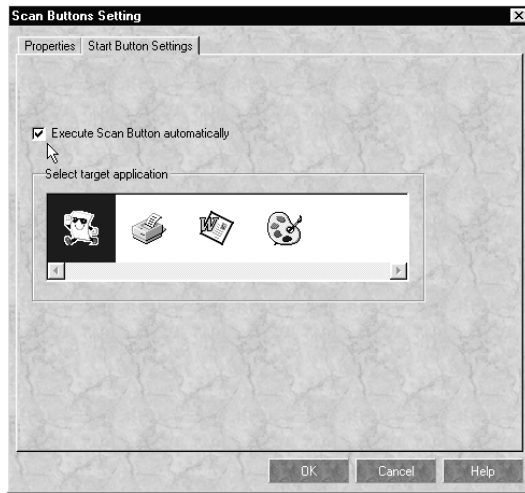 Scan Buttons Setting
Properties Start Button Settings
Execute Scan Button automatically
Select target application
W
OK Cancel Help